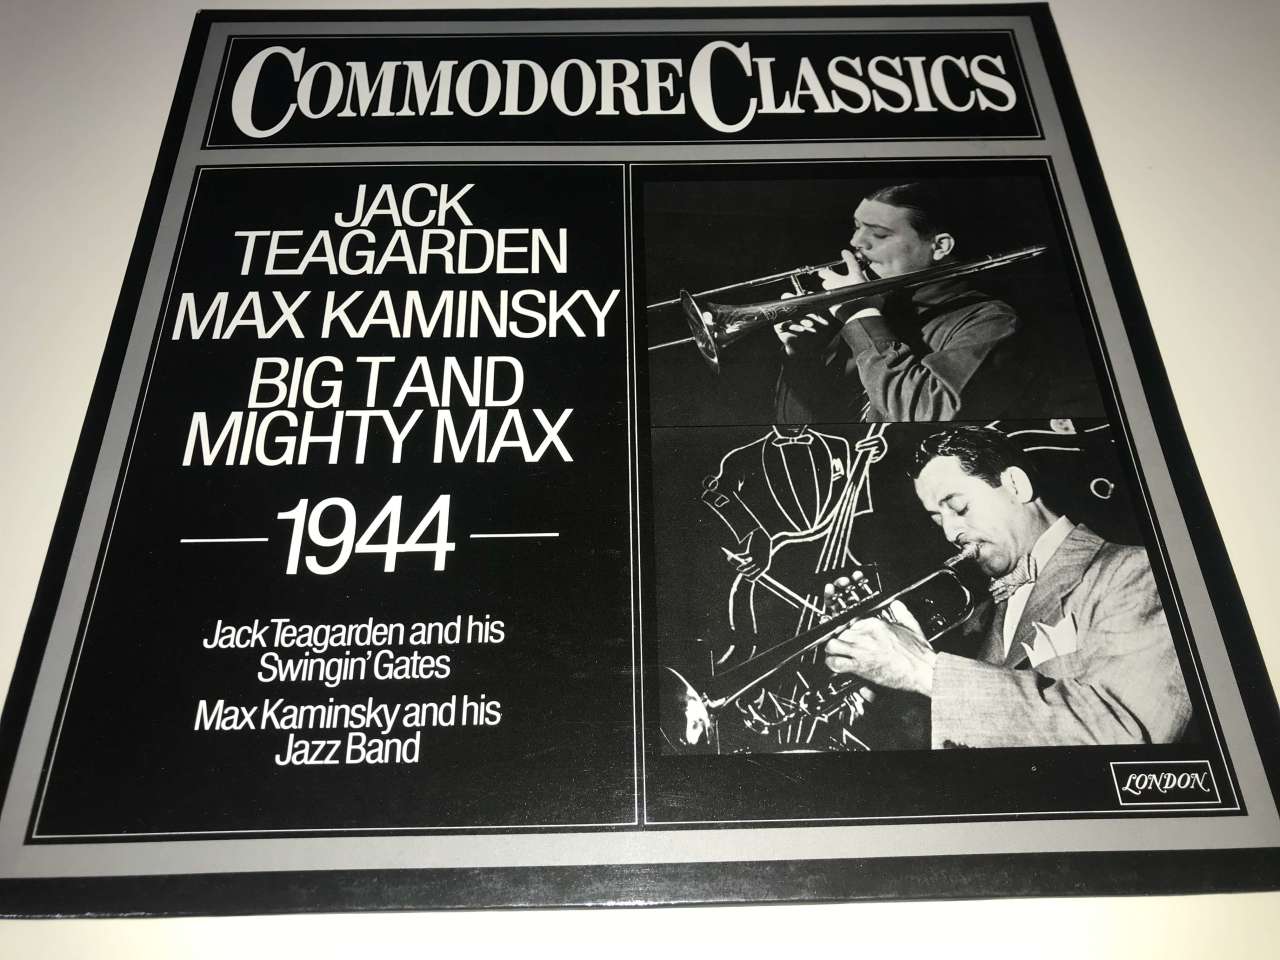 COMMODORE CLASSICS
JACK
TEAGARDEN
MAX KAMINSKY
BIG T AND
MIGHTY MAX
1944
Jack Teagarden and his
Swingin' Gates
Max Kaminsky and his
Jazz Band
LONDON